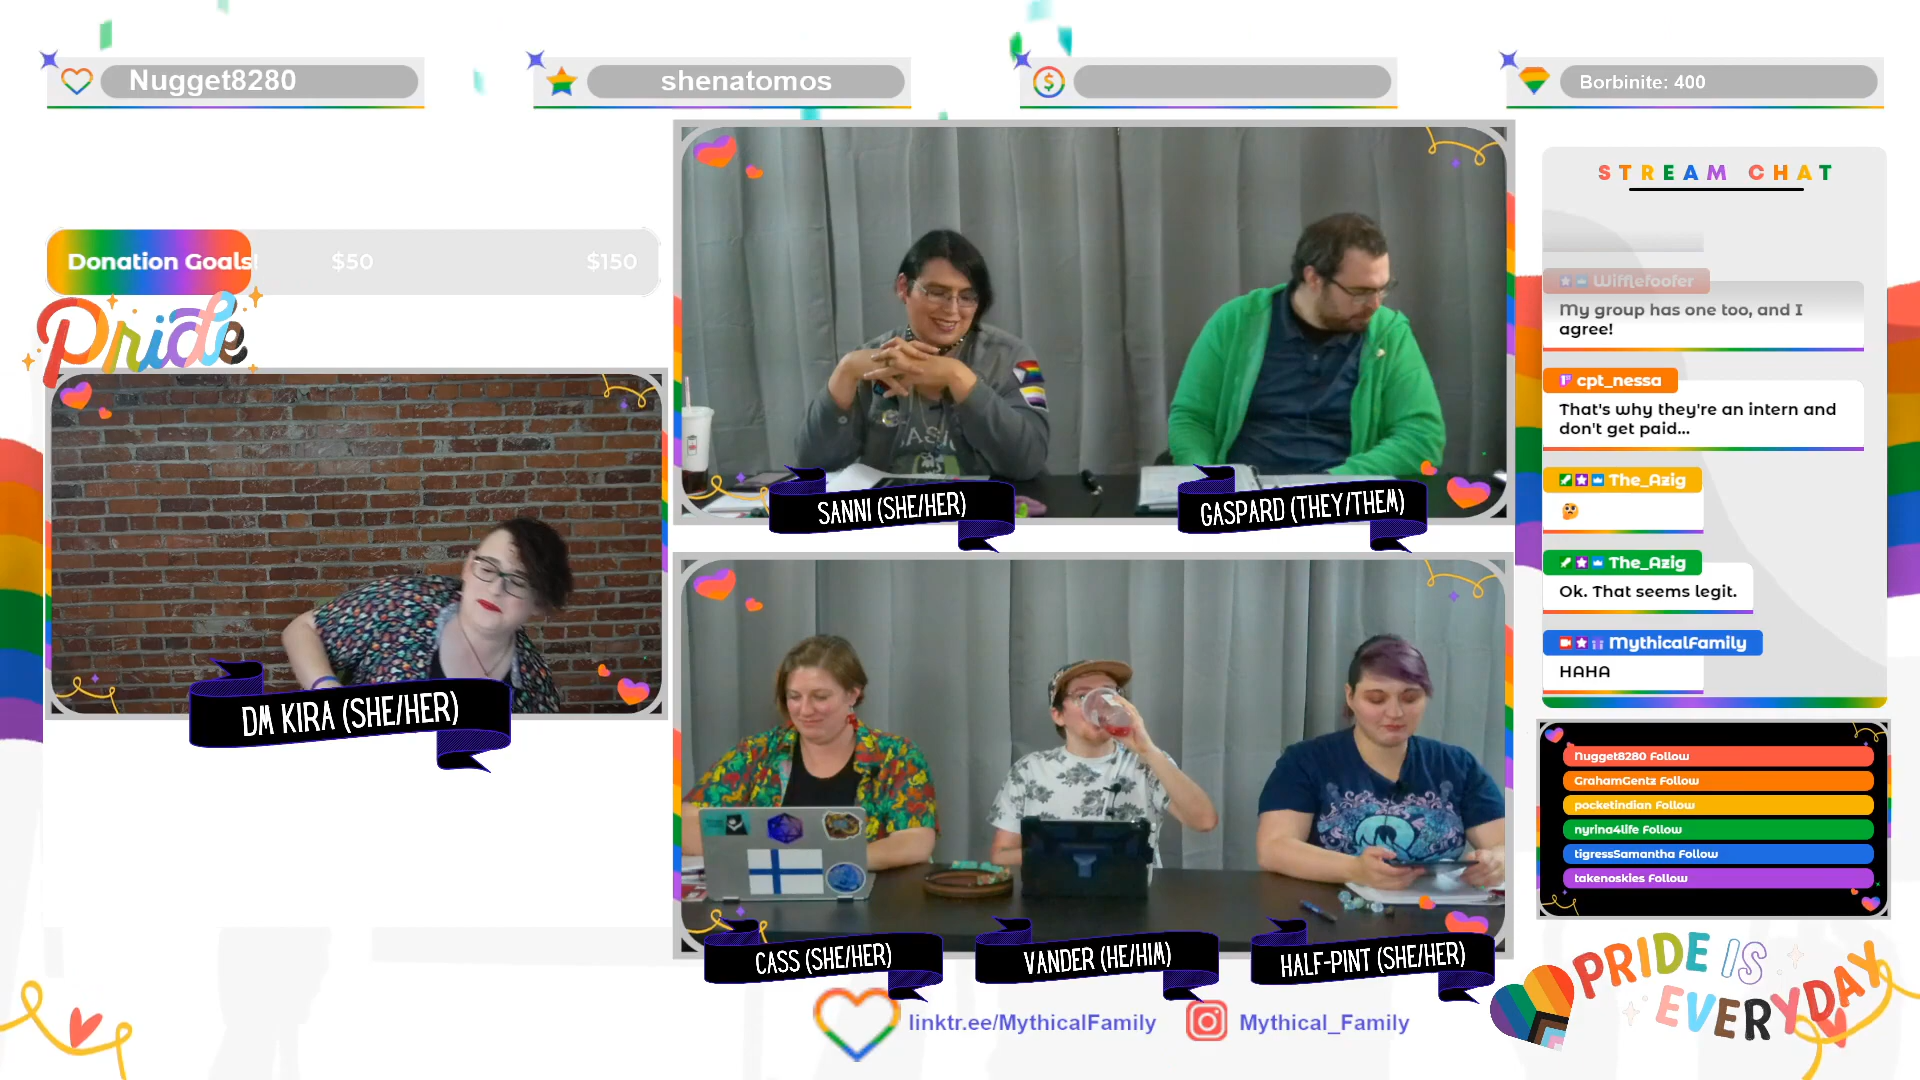 Nugget8280
shenatomos
Borbinite: 400
Donation Goals!
$50
$150
Pride
DM KIRA (SHE/HER)
SANNI (SHE/HER)
GASPARD (THEY/THEM)
CASS (SHE/HER)
VANDER (HE/HIM)
HALF-PINT (SHE/HER)
STREAM CHAT
Wifflefoofer
My group has one too, and I
agree!
cpt_nessa
That's why they're an intern and
don't get paid...
The_Azig
The_Azig
Ok. That seems legit.
MythicalFamily
HAHA
Nugget8280 Follow
GrahamGentz Follow
pocketindian Follow
nyrina4life Follow
tigressSamantha Follow
takenoskies Follow
PRIDE IS
EVERYDAY
linktr.ee/MythicalFamily
Mythical_Family